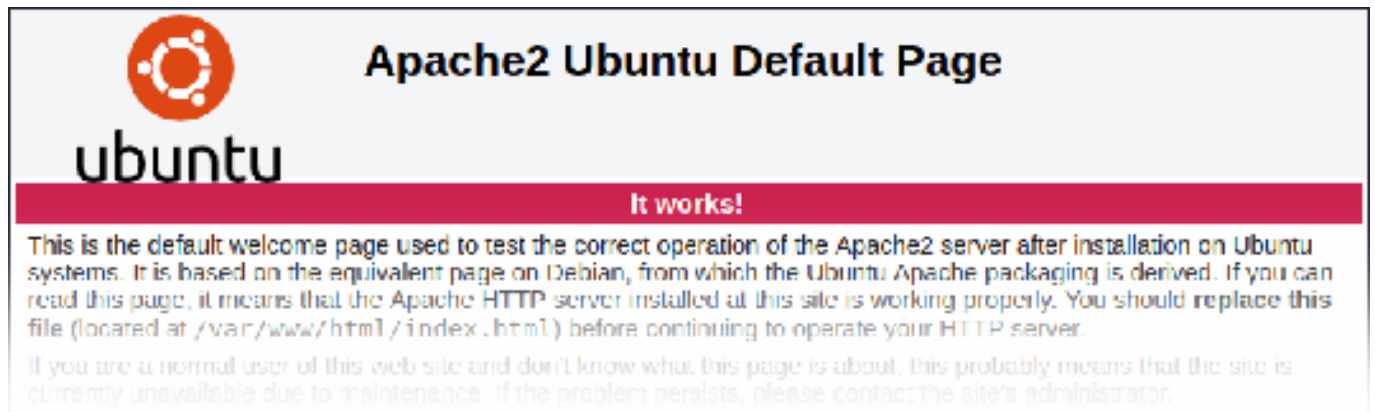 Apache2 Ubuntu Default Page
ubuntu
It works!
This is the default welcome page used to test the correct operation of the Apache2 server after installation on Ubuntu
systems. It is based on the equivalent page on Debian, from which the Ubuntu Apache packaging is derived. If you can
read this page, it means that the Apache HTTP server installed at this site is working properly. You should replace this
file (located at /var/www/html/index.html) before continuing to operate your HTTP server.
If you are a normal user of this web site and don't know what this page is about, this probably means that the site is
currently unavailable due to maintenance. If the problem persists, please contact the site's administrator.